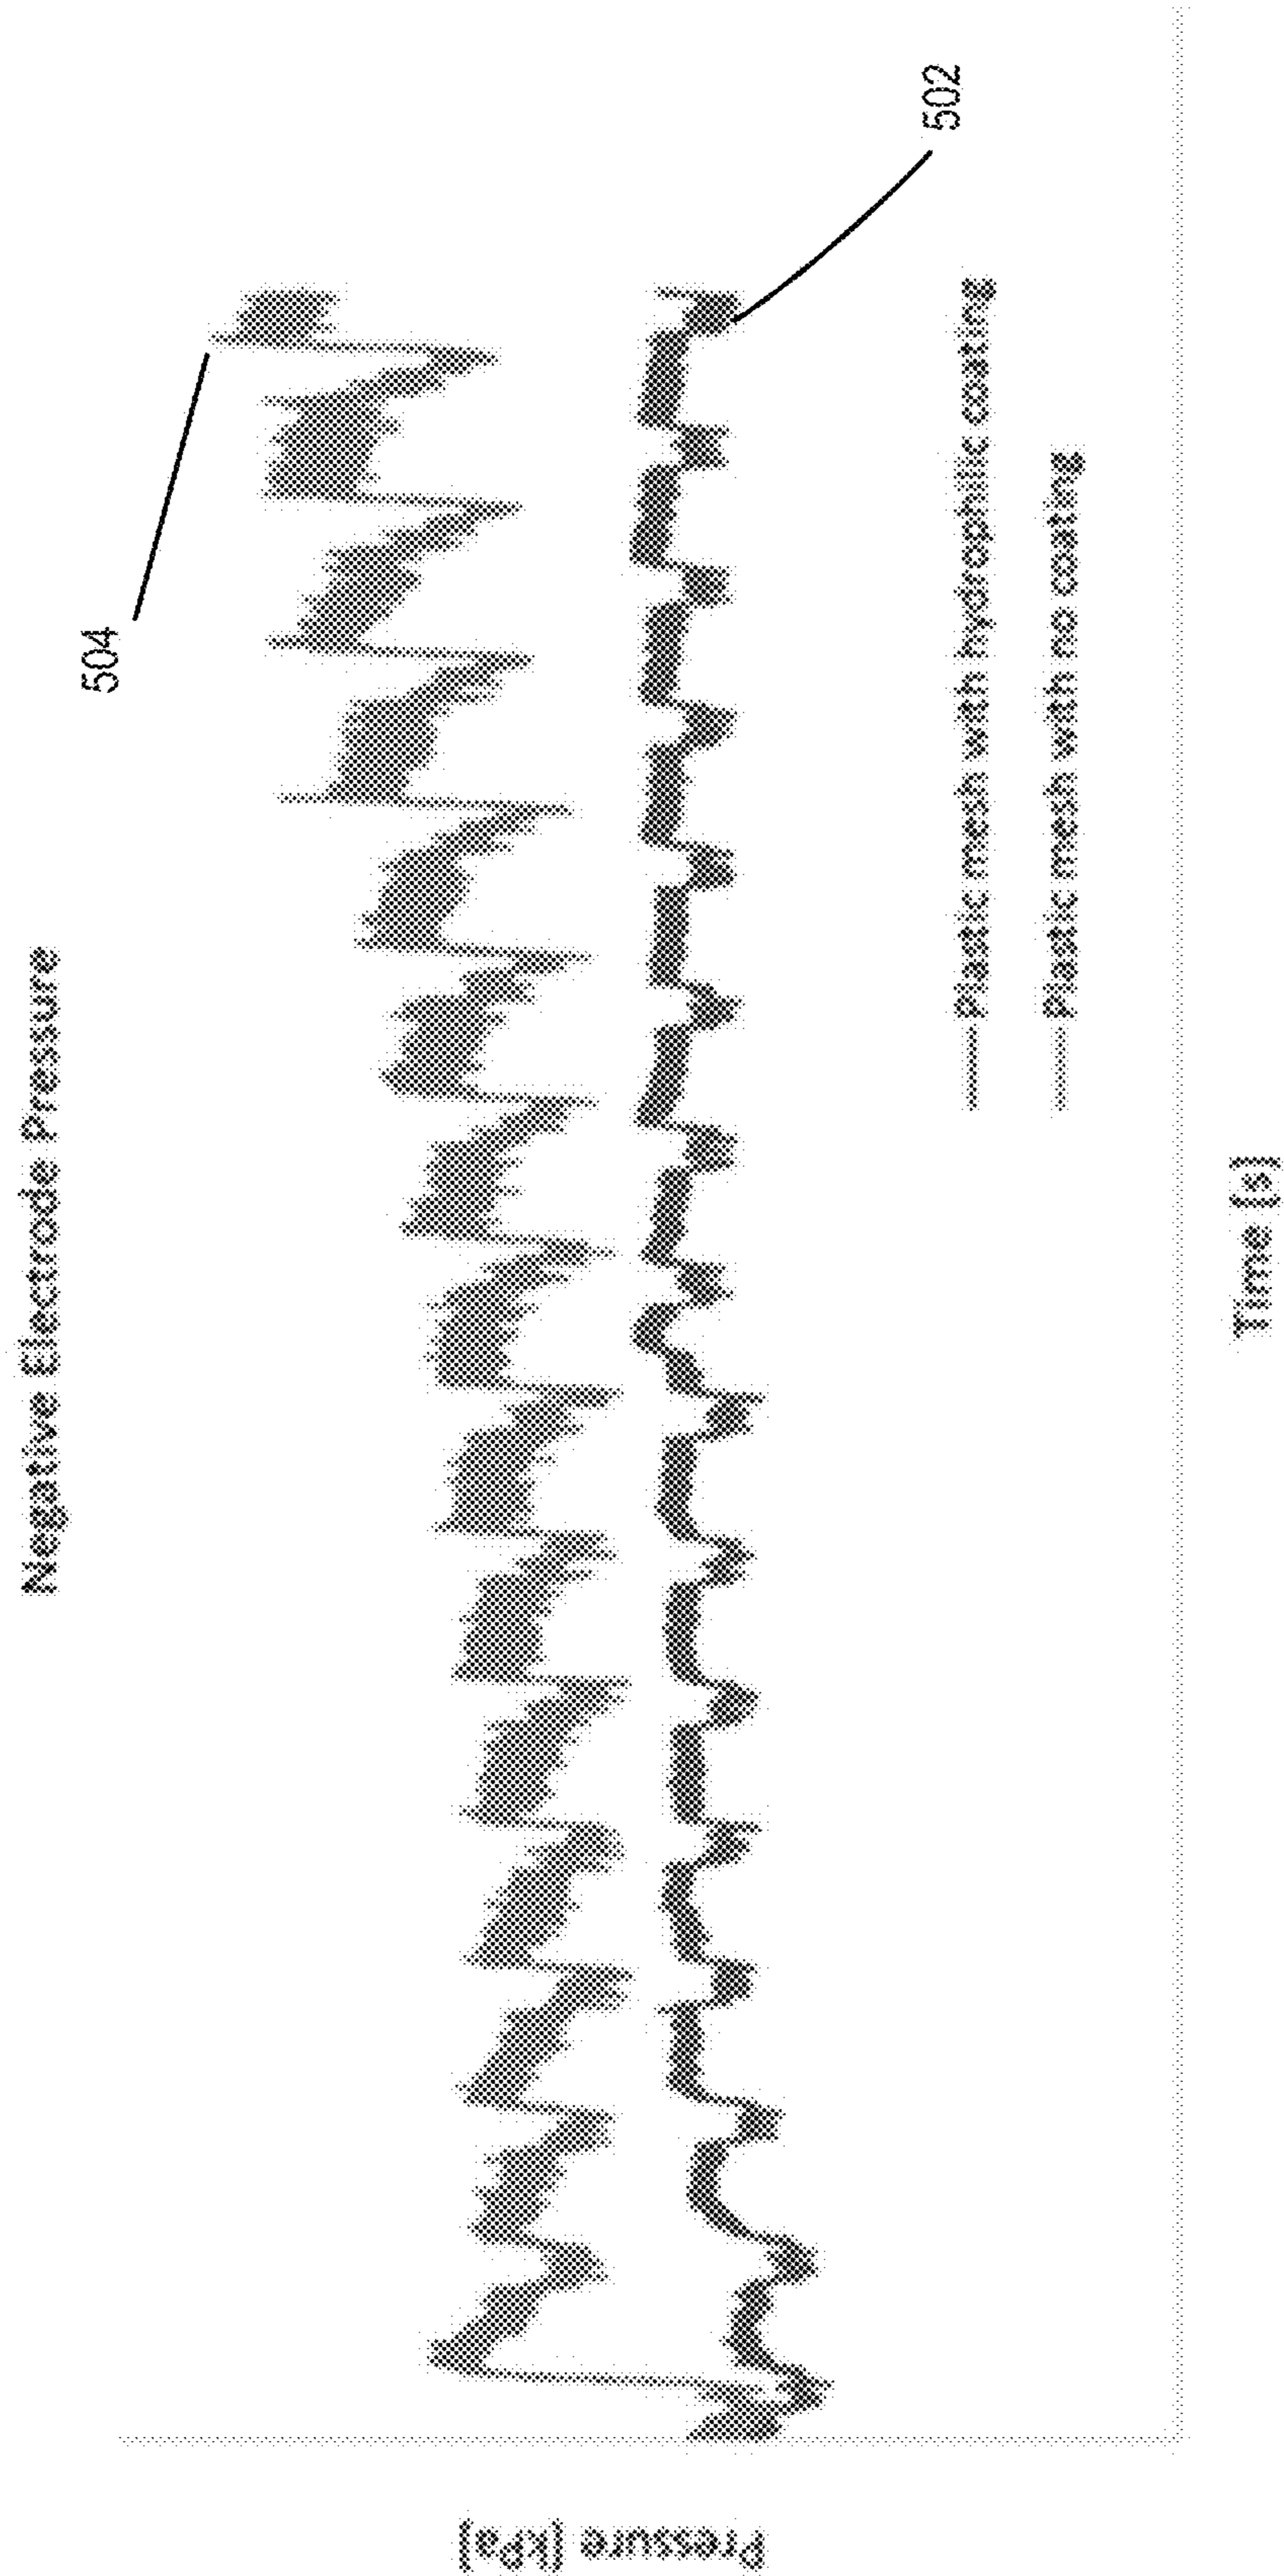 Negative Electrode Pressure
504
502
Pressure [kPa]
Plastic mesh with hydrophilic coating
Plastic mesh with no coating
Time [s]